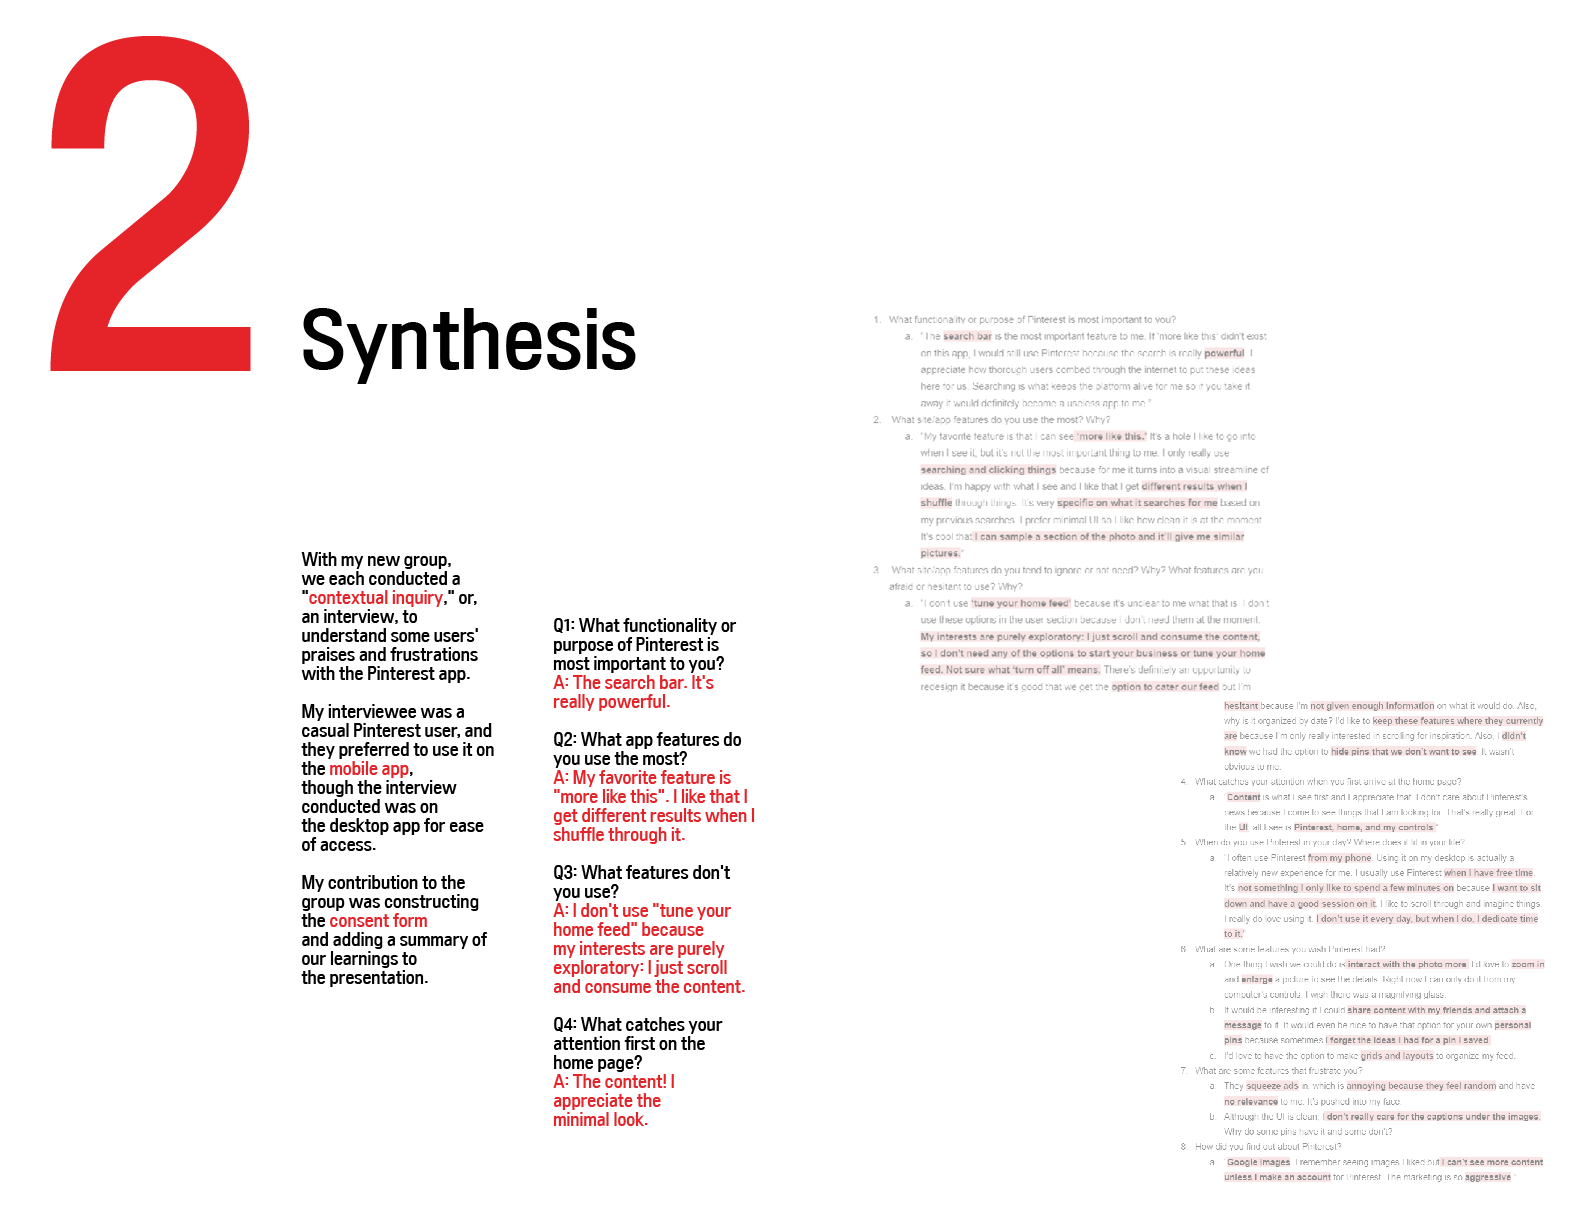 2
Synthesis
With my new group,
we each conducted a
"contextual inquiry," or,
an interview, to
understand some users'
praises and frustrations
with the Pinterest app.
My interviewee was a
casual Pinterest user, and
they preferred to use it on
the mobile app,
though the interview
conducted was on
the desktop app for ease
of access.
My contribution to the
group was constructing
the consent form
and adding a summary of
our learnings to
the presentation.
Q1: What functionality or
purpose of Pinterest is
most important to you?
A: The search bar. It's
really powerful.
Q2: What app features do
you use the most?
A: My favorite feature is
"more like this". I like that I
get different results when I
shuffle through it.
Q3: What features don't
you use?
A: I don't use "tune your
home feed" because
my interests are purely
exploratory: I just scroll
and consume the content.
Q4: What catches your
attention first on the
home page?
A: The content! I
appreciate the
minimal look.
1. What functionality or purpose of Pinterest is most important to you?
a. "The search bar is the most important feature to me. If 'more like this' didn't exist
on this app, I would still use Pinterest because the search is really powerful. I
appreciate how thorough users combed through the internet to put these ideas
here for us. Searching is what keeps the platform alive for me so if you take it
away it would definitely become a useless app to me."
2. What site/app features do you use the most? Why?
a. "My favorite feature is that I can see 'more like this.' It's a hole I like to go into
when I see it, but it's not the most important thing to me. I only really use
searching and clicking things because for me it turns into a visual streamline of
ideas. I'm happy with what I see and I like that I get different results when I
shuffle through things. It's very specific on what it searches for me based on
my previous searches. I prefer minimal UI so I like how clean it is at the moment.
It's cool that I can sample a section of the photo and it'll give me similar
pictures."
3. What site/app features do you tend to ignore or not need? Why? What features are you
afraid or hesitant to use? Why?
a. "I don't use 'tune your home feed' because it's unclear to me what that is. I don't
use these options in the user section because I don't need them at the moment.
My interests are purely exploratory: I just scroll and consume the content,
so I don't need any of the options to start your business or tune your home
feed. Not sure what 'turn off all' means. There's definitely an opportunity to
redesign it because it's good that we get the option to cater our feed but I'm
hesitant because I'm not given enough information on what it would do. Also,
why is it organized by date? I'd like to keep these features where they currently
are because I'm only really interested in scrolling for inspiration. Also, I didn't
know we had the option to hide pins that we don't want to see. It wasn't
obvious to me.
4. What catches your attention when you first arrive at the home page?
a. "Content is what I see first and I appreciate that. I don't care about Pinterest's
news because I come to see things that I am looking for. That's really great. For
the UI, all I see is Pinterest, home, and my controls."
5. When do you use Pinterest in your day? Where does it fit in your life?
a. "I often use Pinterest from my phone. Using it on my desktop is actually a
relatively new experience for me. I usually use Pinterest when I have free time.
It's not something I only like to spend a few minutes on because I want to sit
down and have a good session on it. I like to scroll through and imagine things.
I really do love using it. I don't use it every day, but when I do, I dedicate time
to it."
6. What are some features you wish Pinterest had?
a. One thing I wish we could do is interact with the photo more. I'd love to zoom in
and enlarge a picture to see the details. Right now I can only do it from my
computer's controls. I wish there was a magnifying glass.
b. It would be interesting if I could share content with my friends and attach a
message to it. It would even be nice to have that option for your own personal
pins because sometimes I forget the ideas I had for a pin I saved.
c. I'd love to have the option to make grids and layouts to organize my feed.
7. What are some features that frustrate you?
a. They squeeze ads in, which is annoying because they feel random and have
no relevance to me. It's pushed into my face.
b. Although the UI is clean, I don't really care for the captions under the images.
Why do some pins have it and some don't?
8. How did you find out about Pinterest?
a. "Google Images. I remember seeing images I liked but I can't see more content
unless I make an account for Pinterest. The marketing is so aggressive."